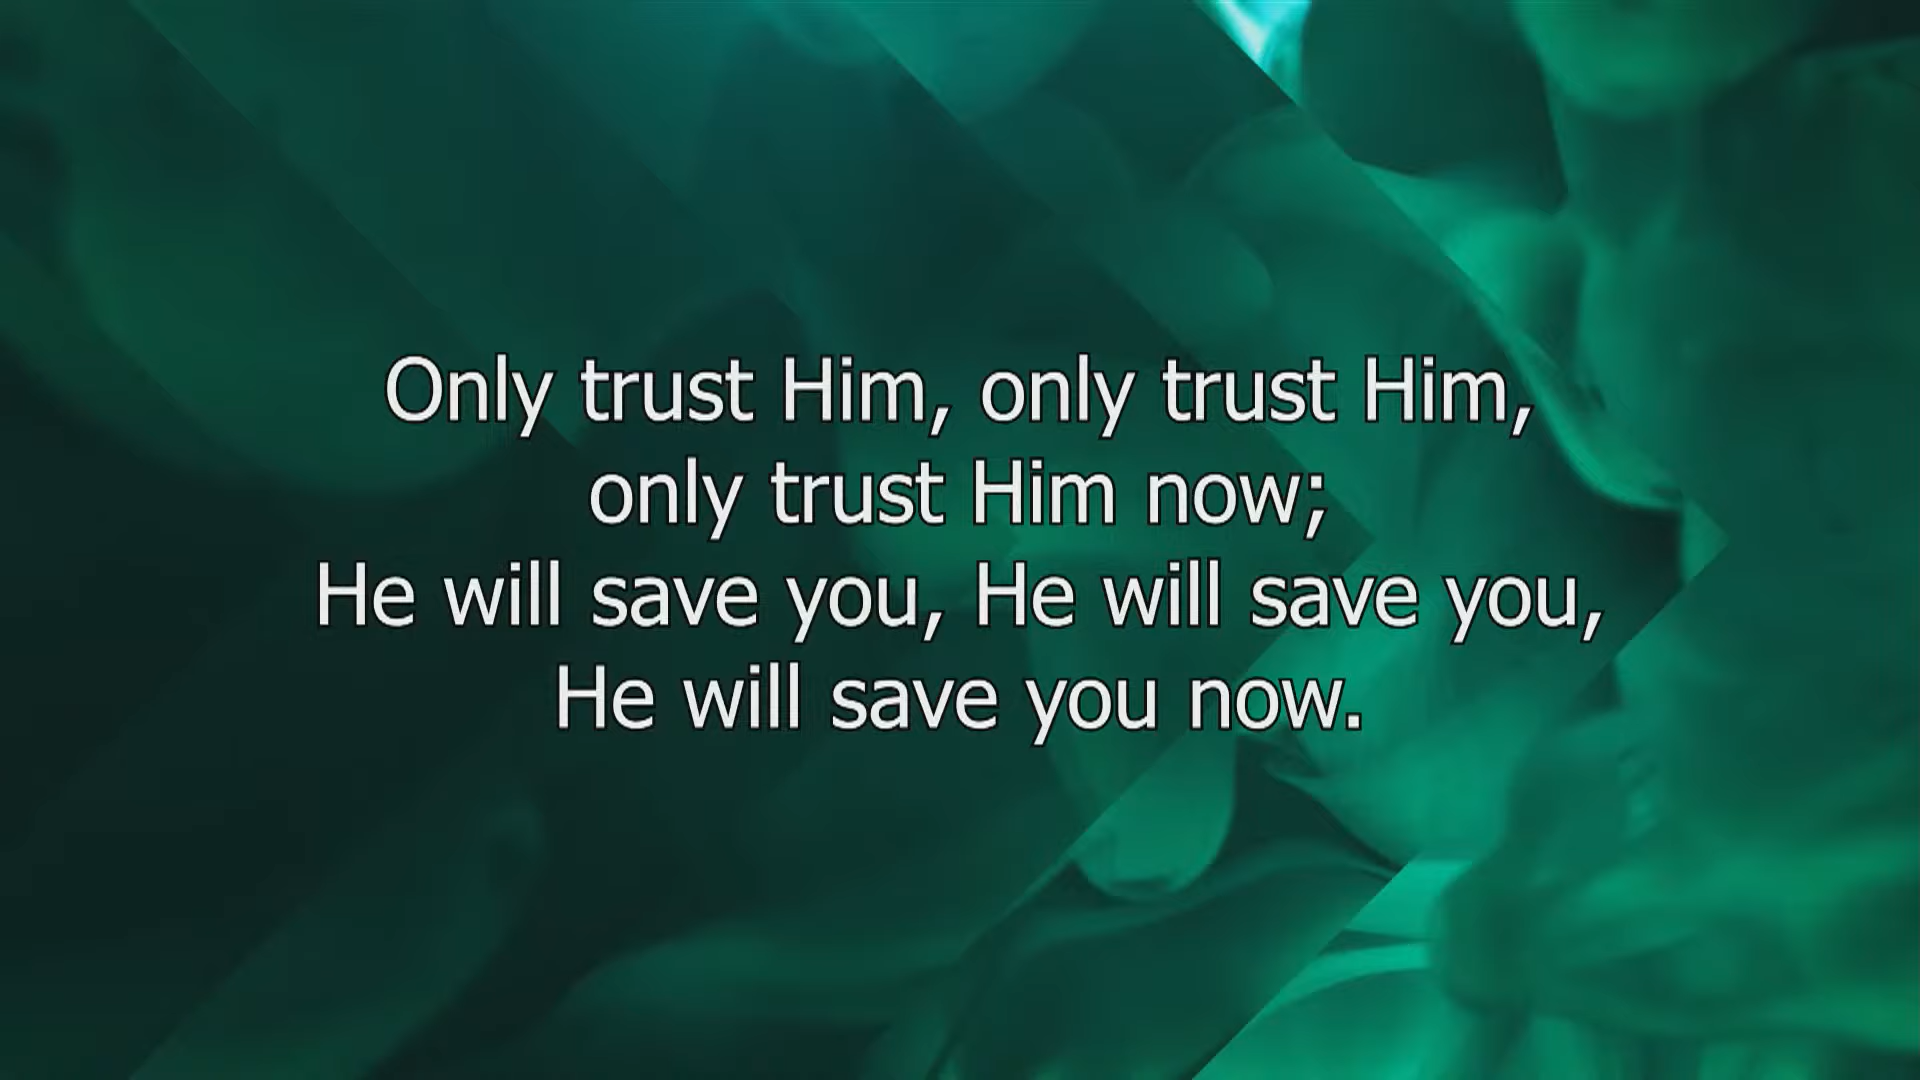 Only trust Him, only trust Him,
only trust Him now;
He will save you, He will save you,
He will save you now.